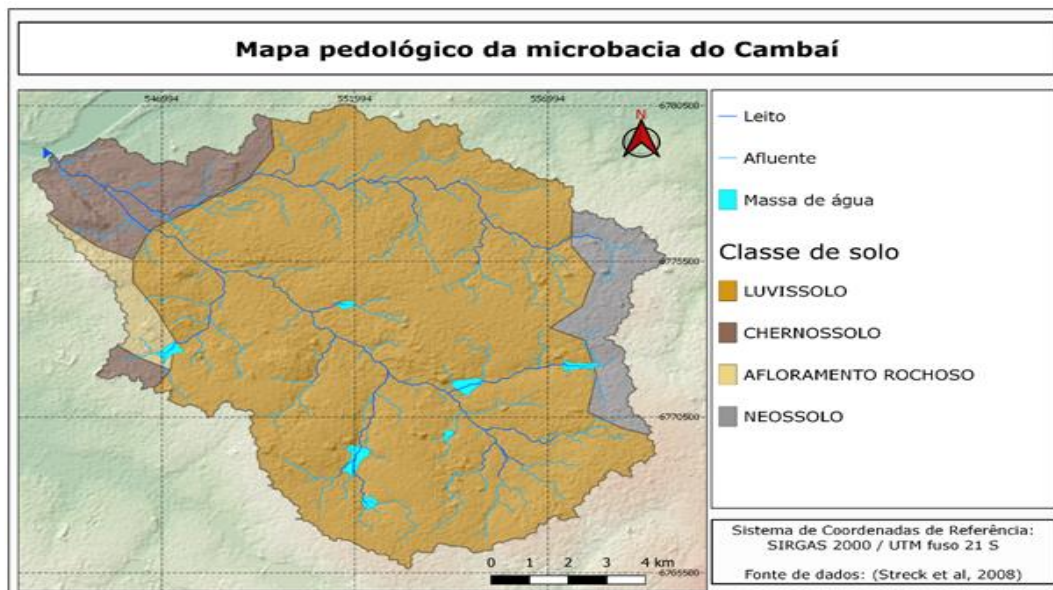 Mapa pedológico da microbacia do Cambaí
546994
551994
556994
6780500
N
6775500
6770500
6765500
0 1 2 3 4 km
Leito
Afluente
Massa de água
Classe de solo
LUVISSOLO
CHERNOSSOLO
AFLORAMENTO ROCHOSO
NEOSSOLO
Sistema de Coordenadas de Referência:
SIRGAS 2000 / UTM fuso 21 S
Fonte de dados: (Streck et al, 2008)